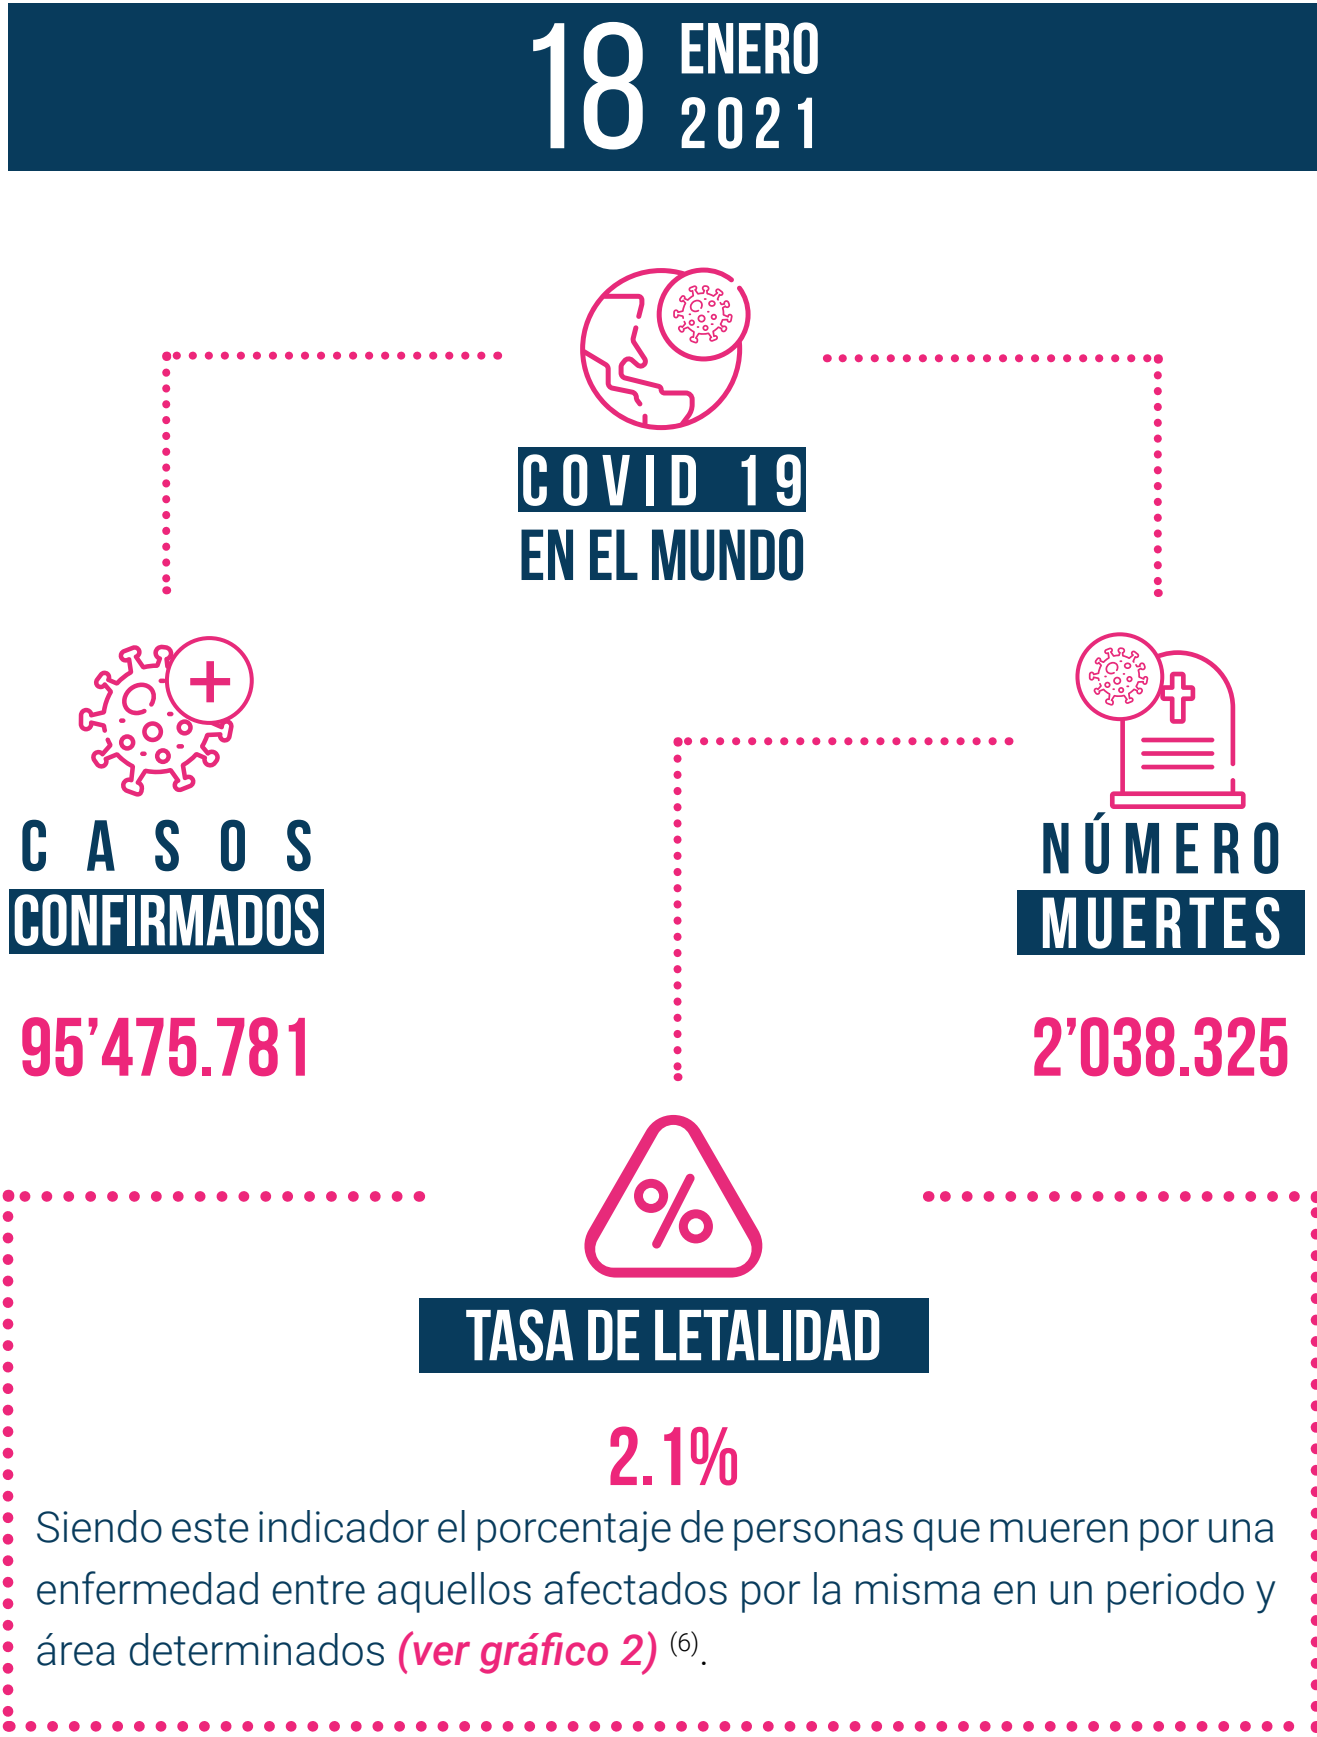 18 ENERO
2021
COVID 19
EN EL MUNDO
CASOS
CONFIRMADOS
95’475.781
NÚMERO
MUERTES
2’038.325
%
TASA DE LETALIDAD
2.1%
Siendo este indicador el porcentaje de personas que mueren por una
enfermedad entre aquellos afectados por la misma en un periodo y
área determinados (ver gráfico 2) (6).